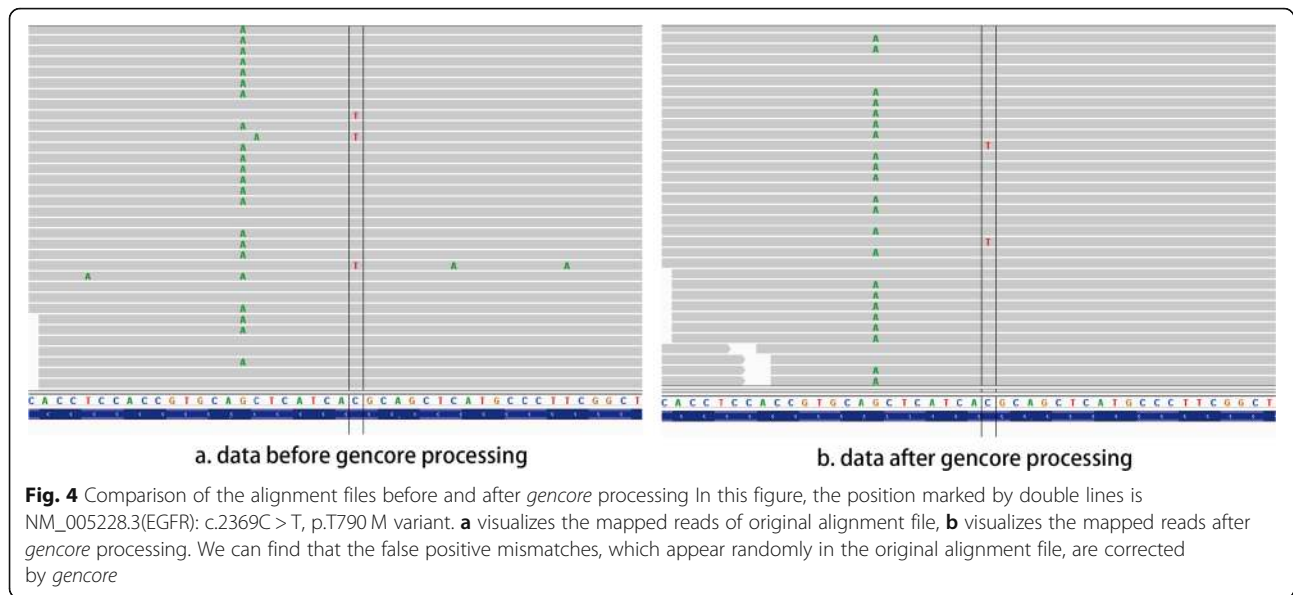 A
A
A
A
A
A
A
T
A
A T
A
A
A
A
A
A
A
A
A
T A A
A A
A
A
A
A
C A C C T C C A C C G T G C A G C T C A T C A C G C A G C T C A T G C C C T T C G G C T
a. data before gencore processing
A
A
A
A
A
A
A
T
A
A
A
A
A
A
T
A
A
A
A
A
A
A
A
A
C A C C T C C A C C G T G C A G C T C A T C A C G C A G C T C A T G C C C T T C G G C T
b. data after gencore processing
Fig. 4 Comparison of the alignment files before and after gencore processing In this figure, the position marked by double lines is
NM_005228.3(EGFR): c.2369C > T, p.T790 M variant. a visualizes the mapped reads of original alignment file, b visualizes the mapped reads after
gencore processing. We can find that the false positive mismatches, which appear randomly in the original alignment file, are corrected
by gencore